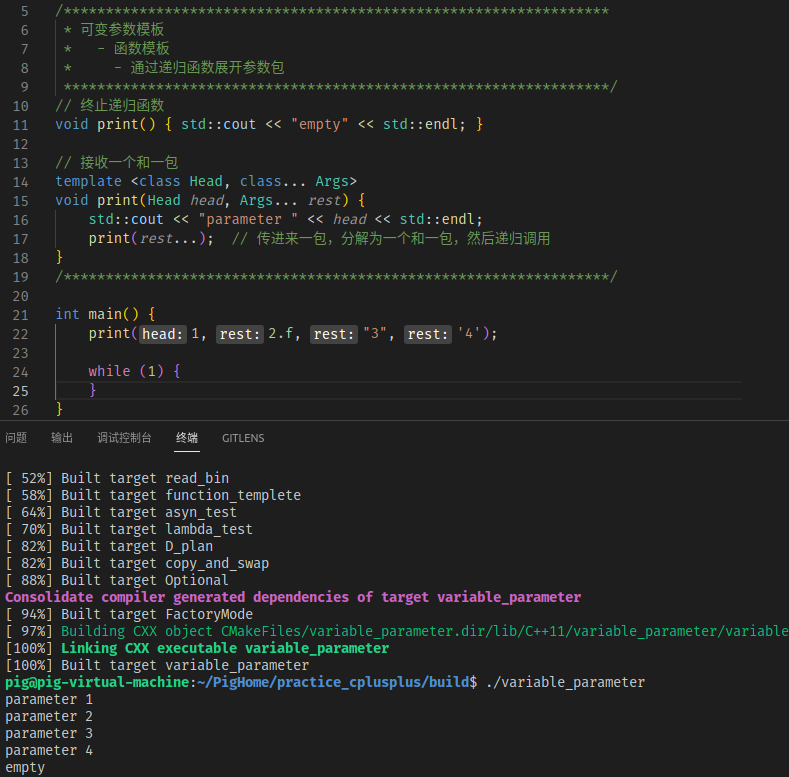 5 /*****************************************************************
6 * 可变参数模板
7 *   - 函数模板
8 *     - 通过递归函数展开参数包
9 *****************************************************************/
10 // 终止递归函数
11 void print() { std::cout << "empty" << std::endl; }
12
13 // 接收一个和一包
14 template <class Head, class... Args>
15 void print(Head head, Args... rest) {
16     std::cout << "parameter " << head << std::endl;
17     print(rest...);  // 传进来一包，分解为一个和一包，然后递归调用
18 }
19 /*****************************************************************/
20
21 int main() {
22     print(head: 1, rest: 2.f, rest: "3", rest: '4');
23
24     while (1) {
25     }
26 }
问题 输出 调试控制台 终端 GITLENS
[ 52%] Built target read_bin
[ 58%] Built target function_templete
[ 64%] Built target asyn_test
[ 70%] Built target lambda_test
[ 82%] Built target D_plan
[ 82%] Built target copy_and_swap
[ 88%] Built target Optional
Consolidate compiler generated dependencies of target variable_parameter
[ 94%] Built target FactoryMode
[ 97%] Building CXX object CMakeFiles/variable_parameter.dir/lib/C++11/variable_parameter/variable
[100%] Linking CXX executable variable_parameter
[100%] Built target variable_parameter
pig@pig-virtual-machine:~/PigHome/practice_cplusplus/build$ ./variable_parameter
parameter 1
parameter 2
parameter 3
parameter 4
empty